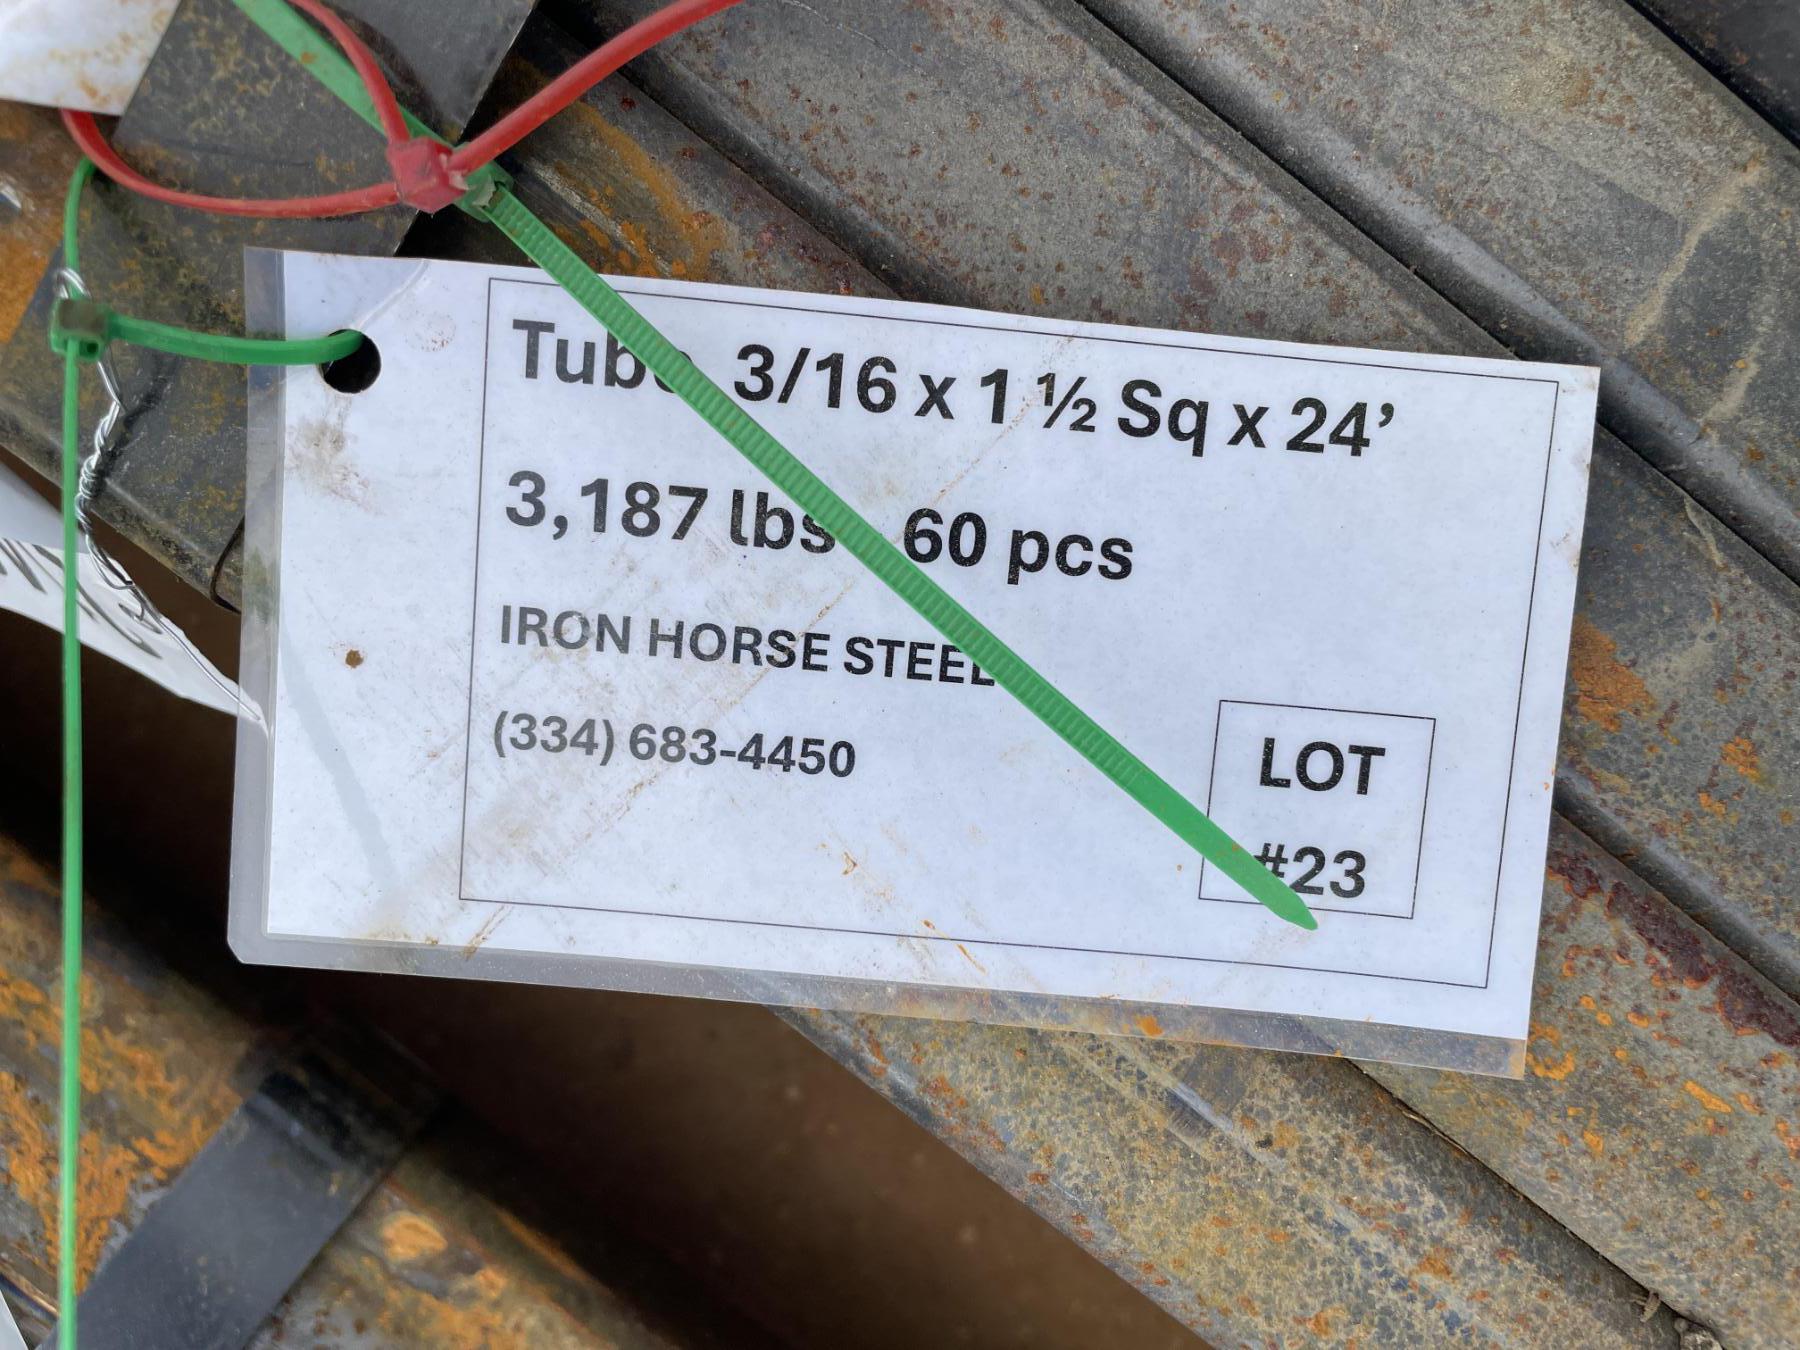 Tube 3/16 x 1 ½ Sq x 24’
3,187 lbs 60 pcs
IRON HORSE STEEL
(334) 683-4450
LOT
#23